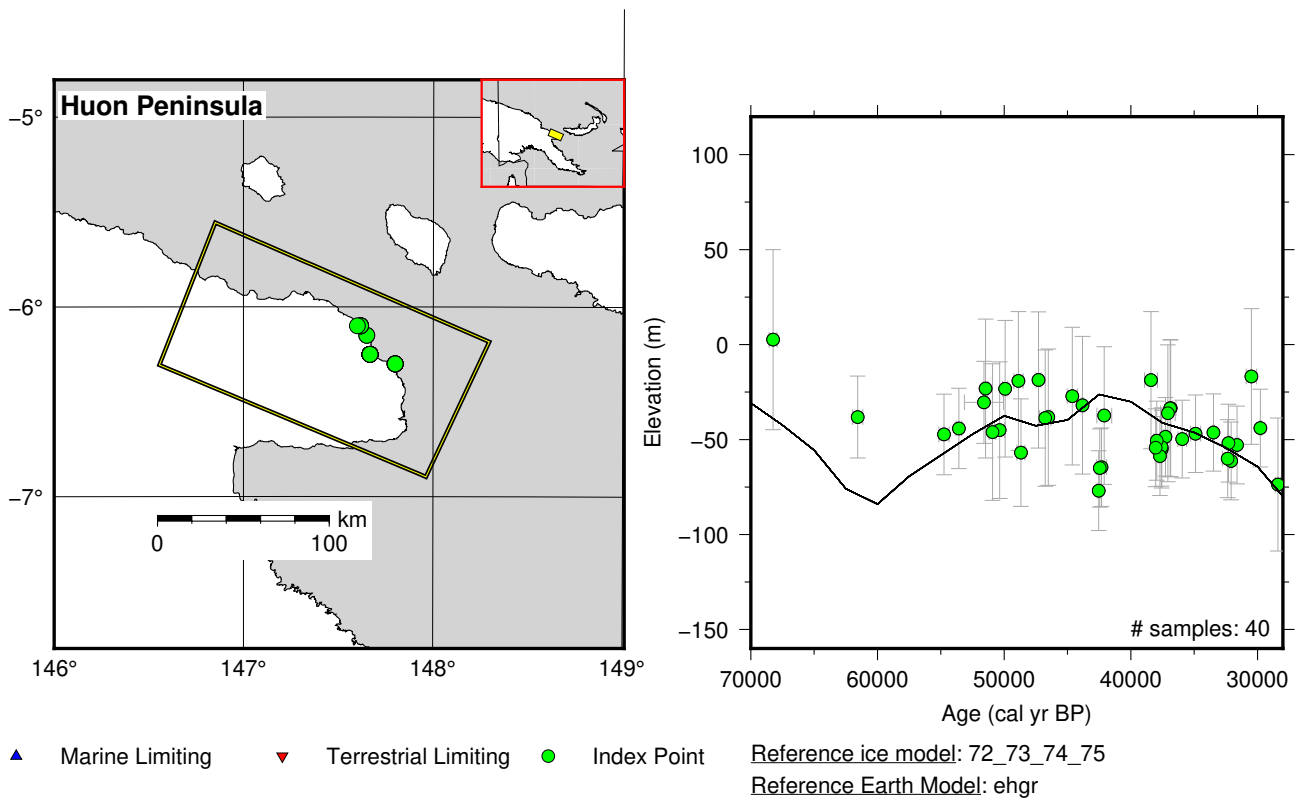 Huon Peninsula
−5°
−6°
−7°
146°
147°
148°
149°
km
0
100
Elevation (m)
100
50
0
−50
−100
−150
# samples: 40
70000
60000
50000
40000
30000
Age (cal yr BP)
Marine Limiting
Terrestrial Limiting
Index Point
Reference ice model: 72_73_74_75
Reference Earth Model: ehgr